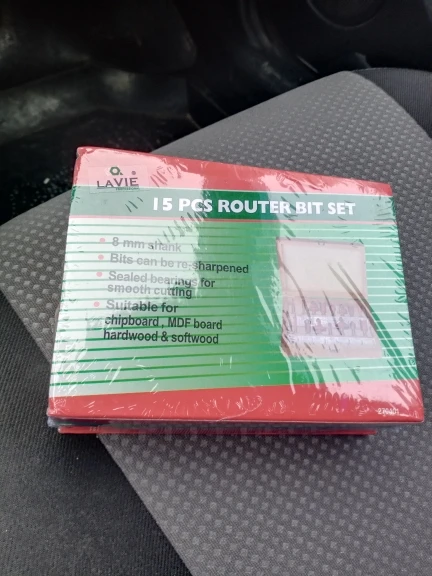 LAVIE
15 PCS ROUTER BIT SET
• 8 mm shank
• Bits can be re-sharpened
• Sealed bearings for
smooth cutting
• Suitable for
chipboard , MDF board
hardwood & softwood